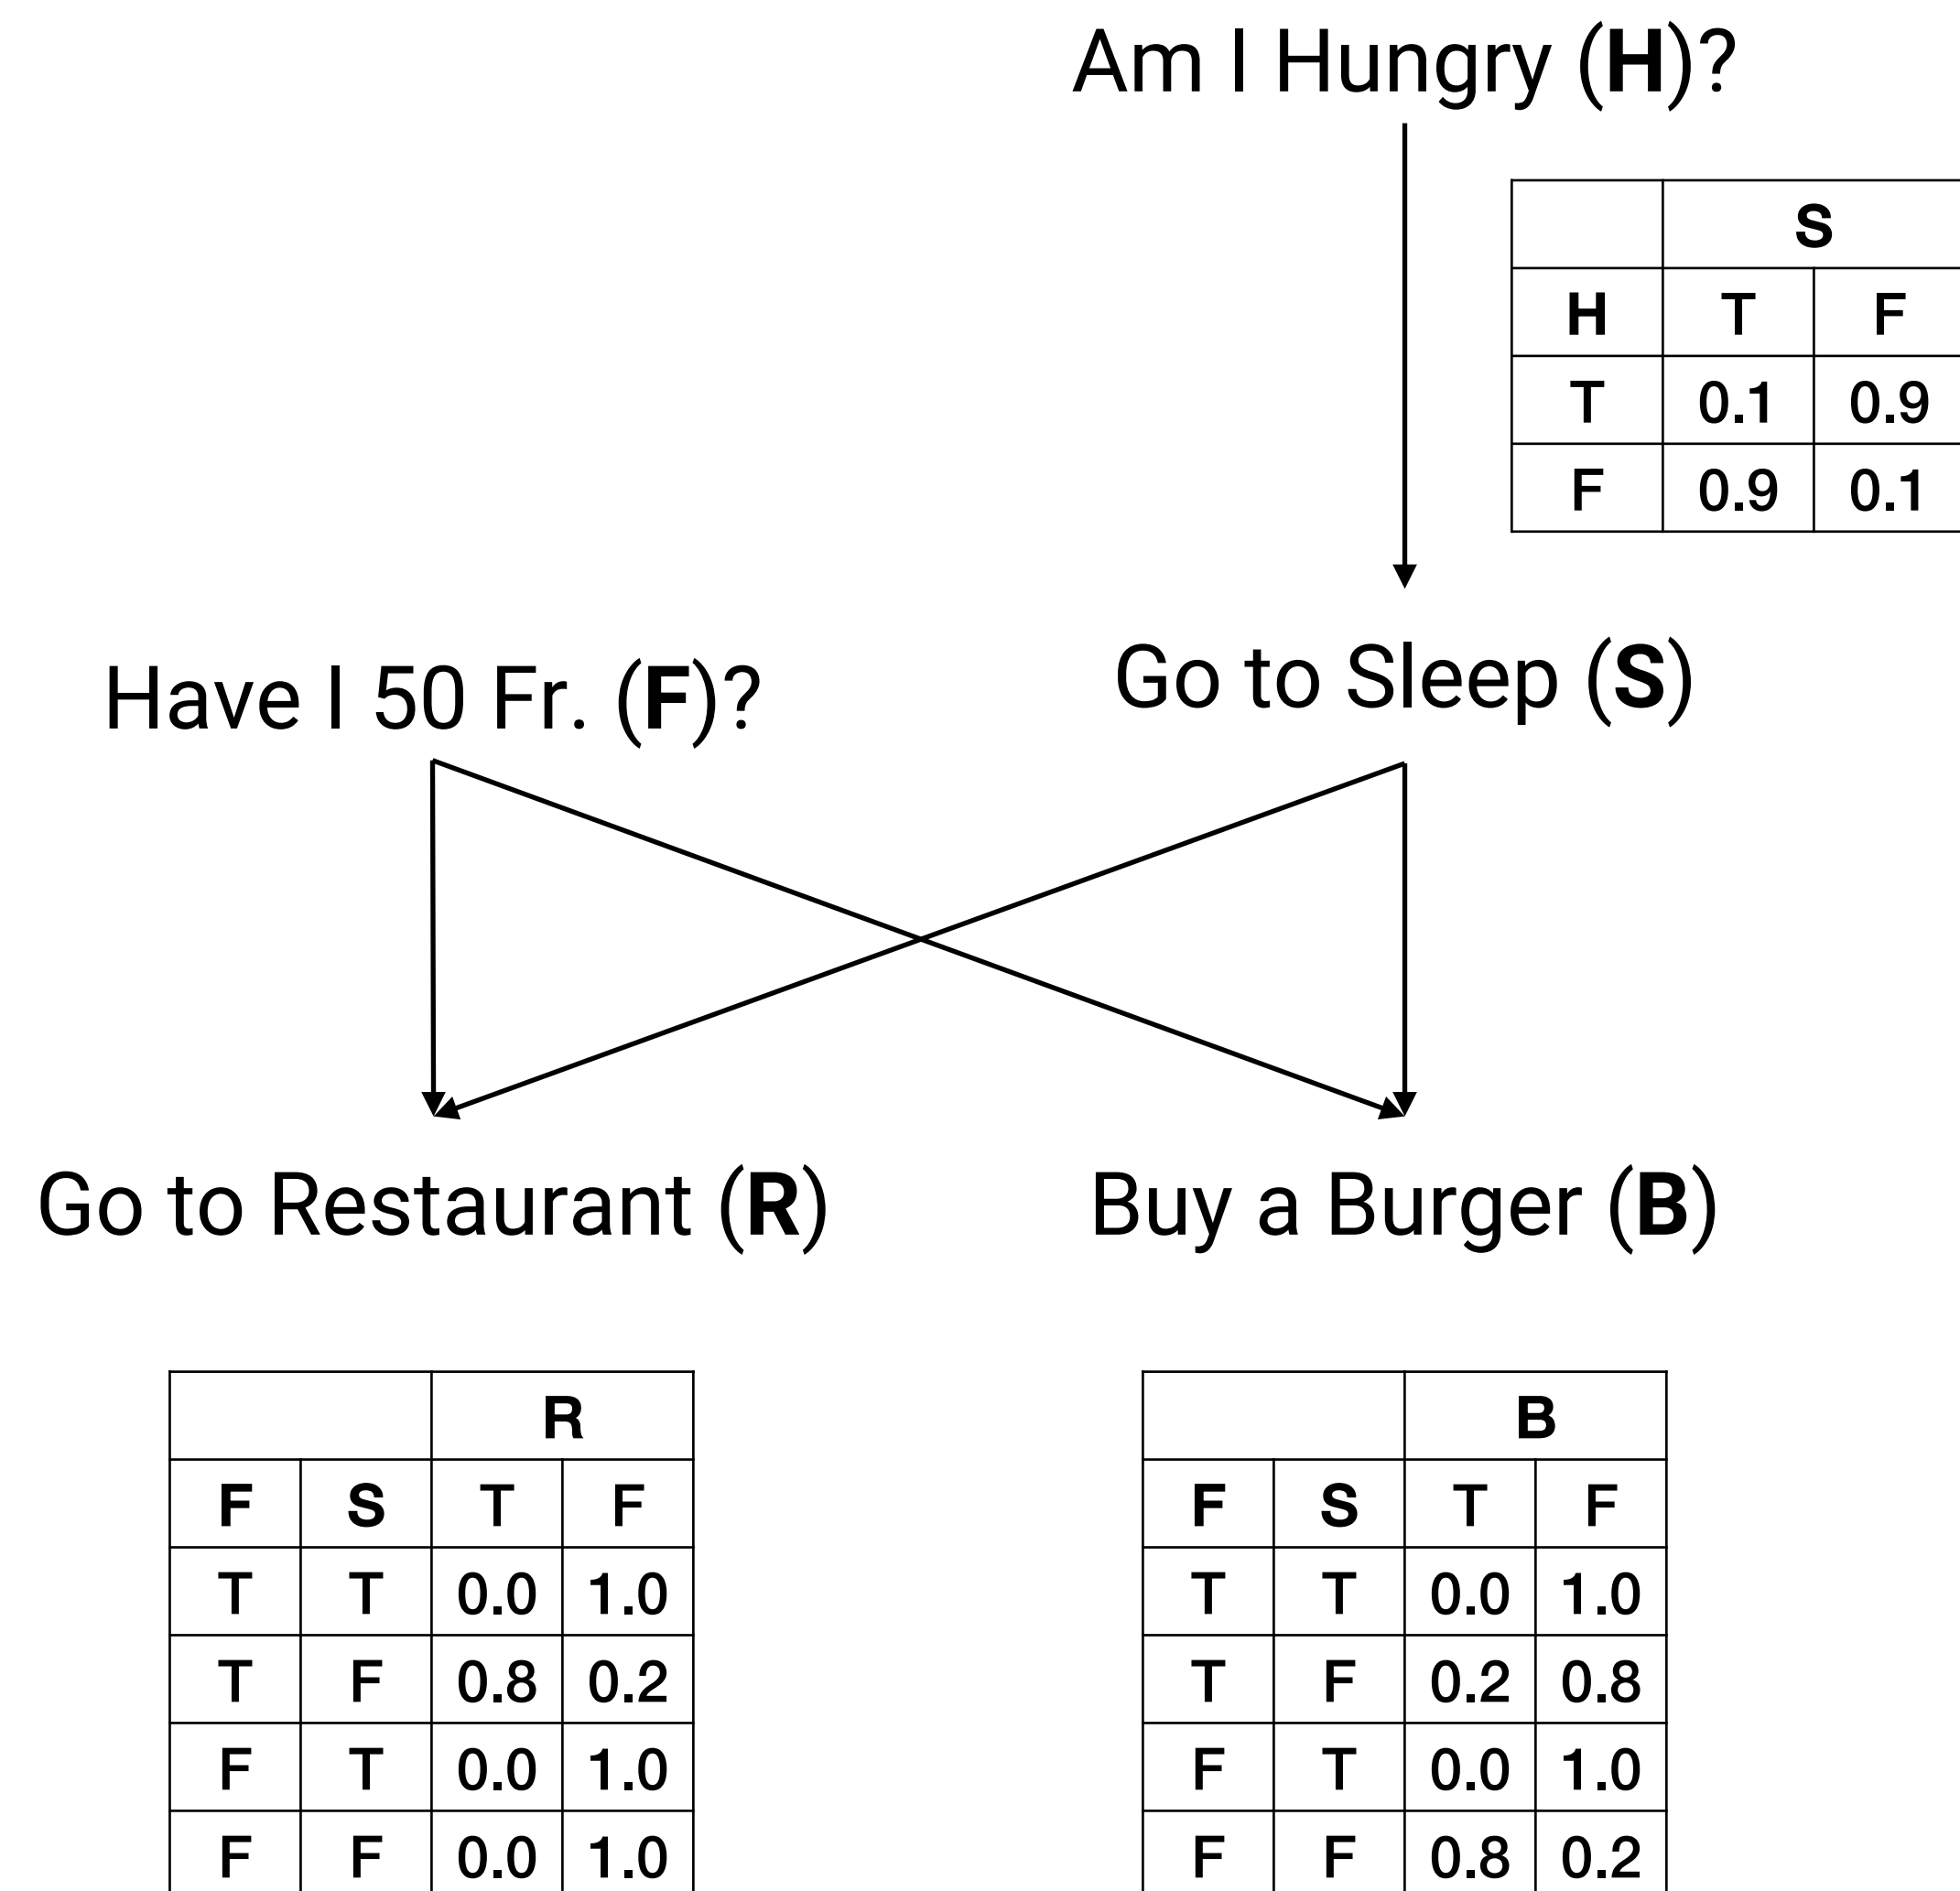 Am I Hungry (H)?
S
H T F
T 0.1 0.9
F 0.9 0.1
Have I 50 Fr. (F)?
Go to Sleep (S)
Go to Restaurant (R)
Buy a Burger (B)
R
F S T F
T T 0.0 1.0
T F 0.8 0.2
F T 0.0 1.0
F F 0.0 1.0
B
F S T F
T T 0.0 1.0
T F 0.2 0.8
F T 0.0 1.0
F F 0.8 0.2